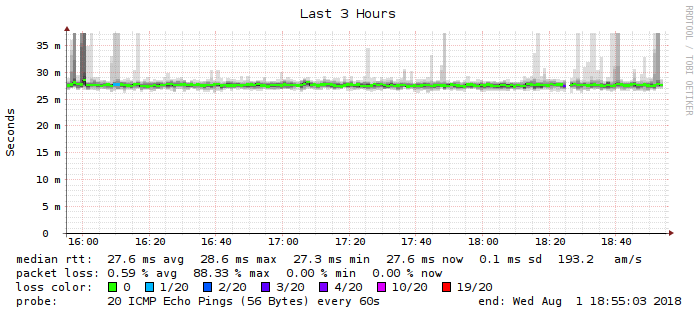 Last 3 Hours
RRDTOOL / TOBI OETIKER
Seconds
35 m
30 m
25 m
20 m
15 m
10 m
5 m
0
16:00 16:20 16:40 17:00 17:20 17:40 18:00 18:20 18:40
median rtt: 27.6 ms avg 28.6 ms max 27.3 ms min 27.6 ms now 0.1 ms sd 193.2 am/s
packet loss: 0.59 % avg 88.33 % max 0.00 % min 0.00 % now
loss color: 0 1/20 2/20 3/20 4/20 10/20 19/20
probe: 20 ICMP Echo Pings (56 Bytes) every 60s end: Wed Aug 1 18:55:03 2018